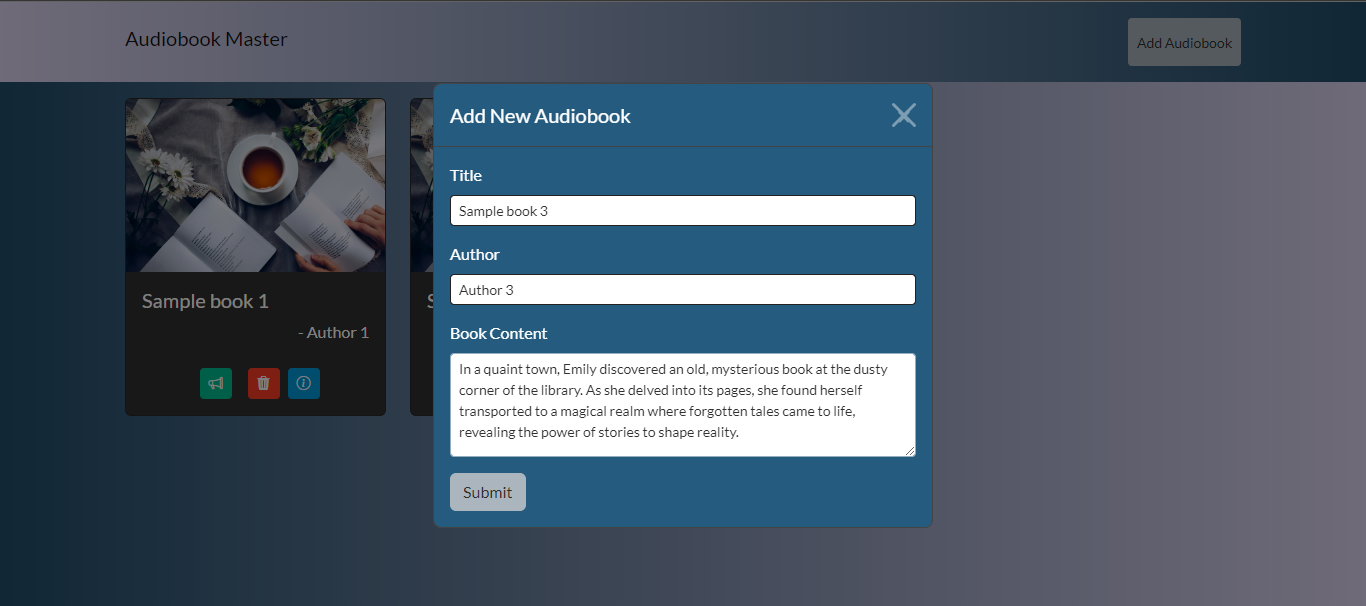 Audiobook Master
Add Audiobook
Sample book 1
- Author 1
Add New Audiobook
Title
Sample book 3
Author
Author 3
Book Content
In a quaint town, Emily discovered an old, mysterious book at the dusty
corner of the library. As she delved into its pages, she found herself
transported to a magical realm where forgotten tales came to life,
revealing the power of stories to shape reality.
Submit